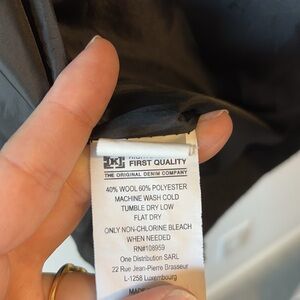 FIRST QUALITY
THE ORIGINAL DENIM COMPANY
40% WOOL 60% POLYESTER
MACHINE WASH COLD
TUMBLE DRY LOW
FLAT DRY
ONLY NON-CHLORINE BLEACH
WHEN NEEDED
RN#108959
One Distribution SARL
22 Rue Jean-Pierre Brasseur
L-1258 Luxembourg
MADE